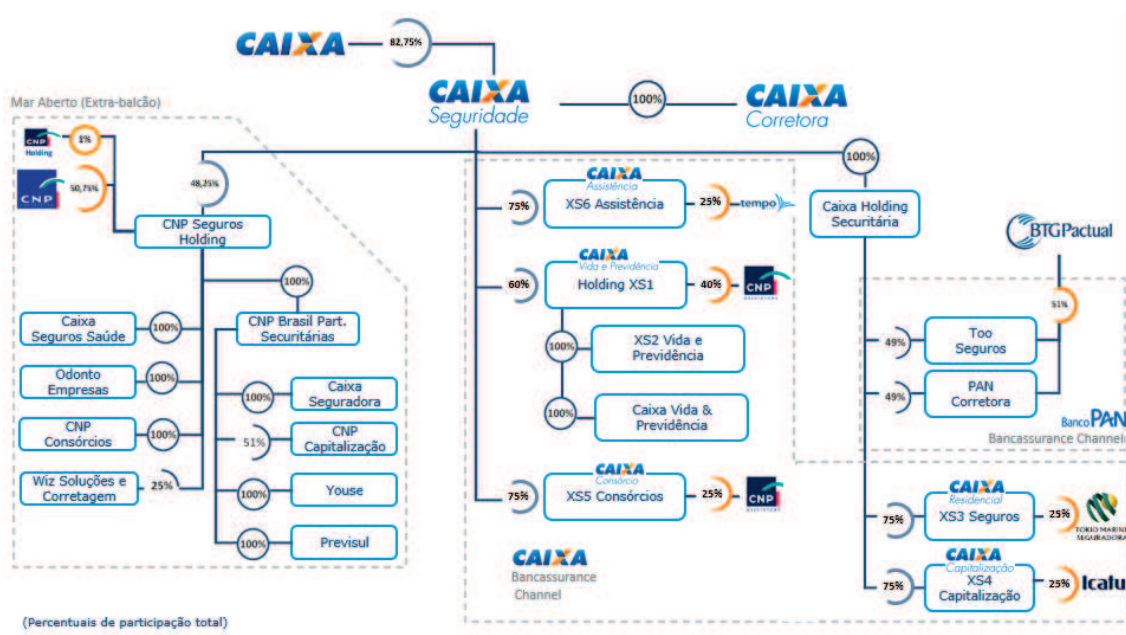 CAIXA
82,75%
CAIXA
Seguridade
100%
CAIXA
Corretora
Mar Aberto (Extra-balcão)
CNP
Holding
1%
CNP
50,75%
48,25%
CNP Seguros
Holding
100%
Caixa
Seguros Saúde
100%
CNP Brasil Part.
Securitárias
Odonto
Empresas
100%
100%
Caixa
Seguradora
CNP
Consórcios
100%
51%
CNP
Capitalização
Wiz Soluções e
Corretagem
25%
100%
Youse
100%
Previsul
CAIXA
Assistência
75%
XS6 Assistência
25%
tempo
CAIXA
Vida e Previdência
60%
Holding XS1
40%
CNP
100%
XS2 Vida e
Previdência
100%
Caixa Vida &
Previdência
CAIXA
Consórcio
75%
XS5 Consórcios
25%
CNP
CAIXA
Bancassurance
Channel
100%
Caixa Holding
Securitária
BTGPactual
51%
49%
Too
Seguros
49%
PAN
Corretora
Banco PAN
Bancassurance Channel
CAIXA
Residencial
75%
XS3 Seguros
25%
TOKIO MARINE
SEGURADORA
CAIXA
Capitalização
75%
XS4
Capitalização
25%
Icatu
(Percentuais de participação total)